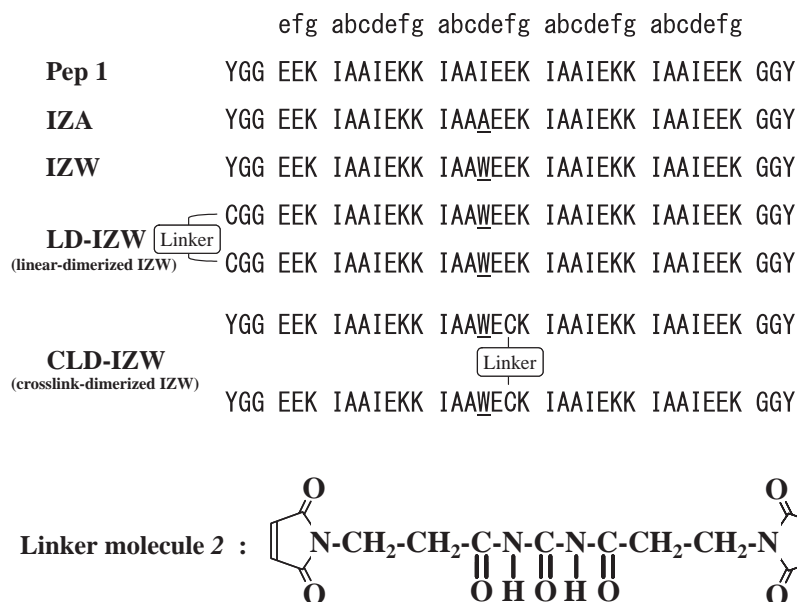 efg abcdefg abcdefg abcdefg abcdefg
Pep 1 YGG EEK IAAIEKK IAAIEEK IAAIEKK IAAIEEK GGY
IZA YGG EEK IAAIEKK IAAAEEK IAAIEKK IAAIEEK GGY
IZW YGG EEK IAAIEKK IAAWEEK IAAIEKK IAAIEEK GGY
CGG EEK IAAIEKK IAAWEEK IAAIEKK IAAIEEK GGY
LD-IZW Linker
(linear-dimerized IZW)
CGG EEK IAAIEKK IAAWEEK IAAIEKK IAAIEEK GGY
YGG EEK IAAIEKK IAAWECK IAAIEKK IAAIEEK GGY
CLD-IZW Linker
(crosslink-dimerized IZW)
YGG EEK IAAIEKK IAAWECK IAAIEKK IAAIEEK GGY
O O
Linker molecule 2 : N-CH2-CH2-C-N-C-N-C-CH2-CH2-N
O O H O H O O